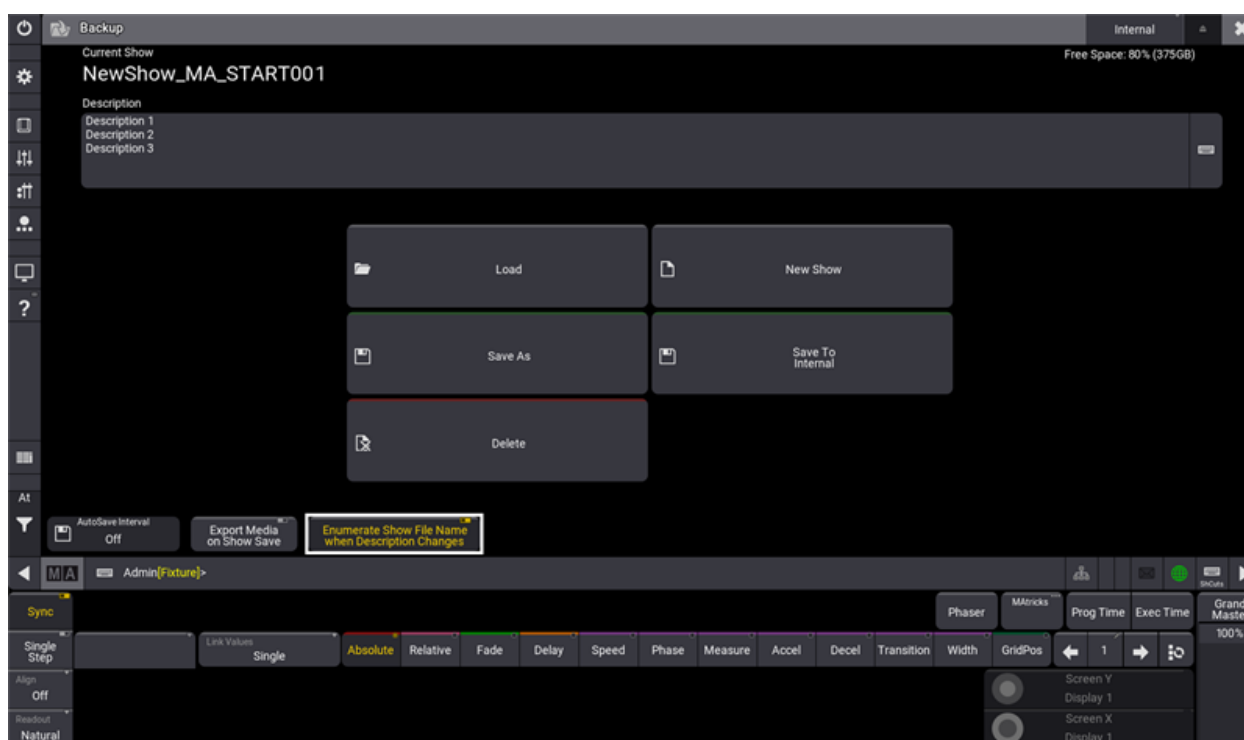 Backup
Internal
Current Show
Free Space: 80% (375GB)
NewShow_MA_START001
Description
Description 1
Description 2
Description 3
Load
New Show
Save As
Save To
Internal
Delete
At
AutoSave Interval
Off
Export Media
on Show Save
Enumerate Show File Name
when Description Changes
MA
Admin[Fixture]>
ShCuts
Sync
Phaser
MAtricks
Prog Time
Exec Time
Grand
Master
100%
Single
Step
Link Values
Single
Absolute
Relative
Fade
Delay
Speed
Phase
Measure
Accel
Decel
Transition
Width
GridPos
1
Align
Off
Screen Y
Display 1
Readout
Natural
Screen X
Display 1